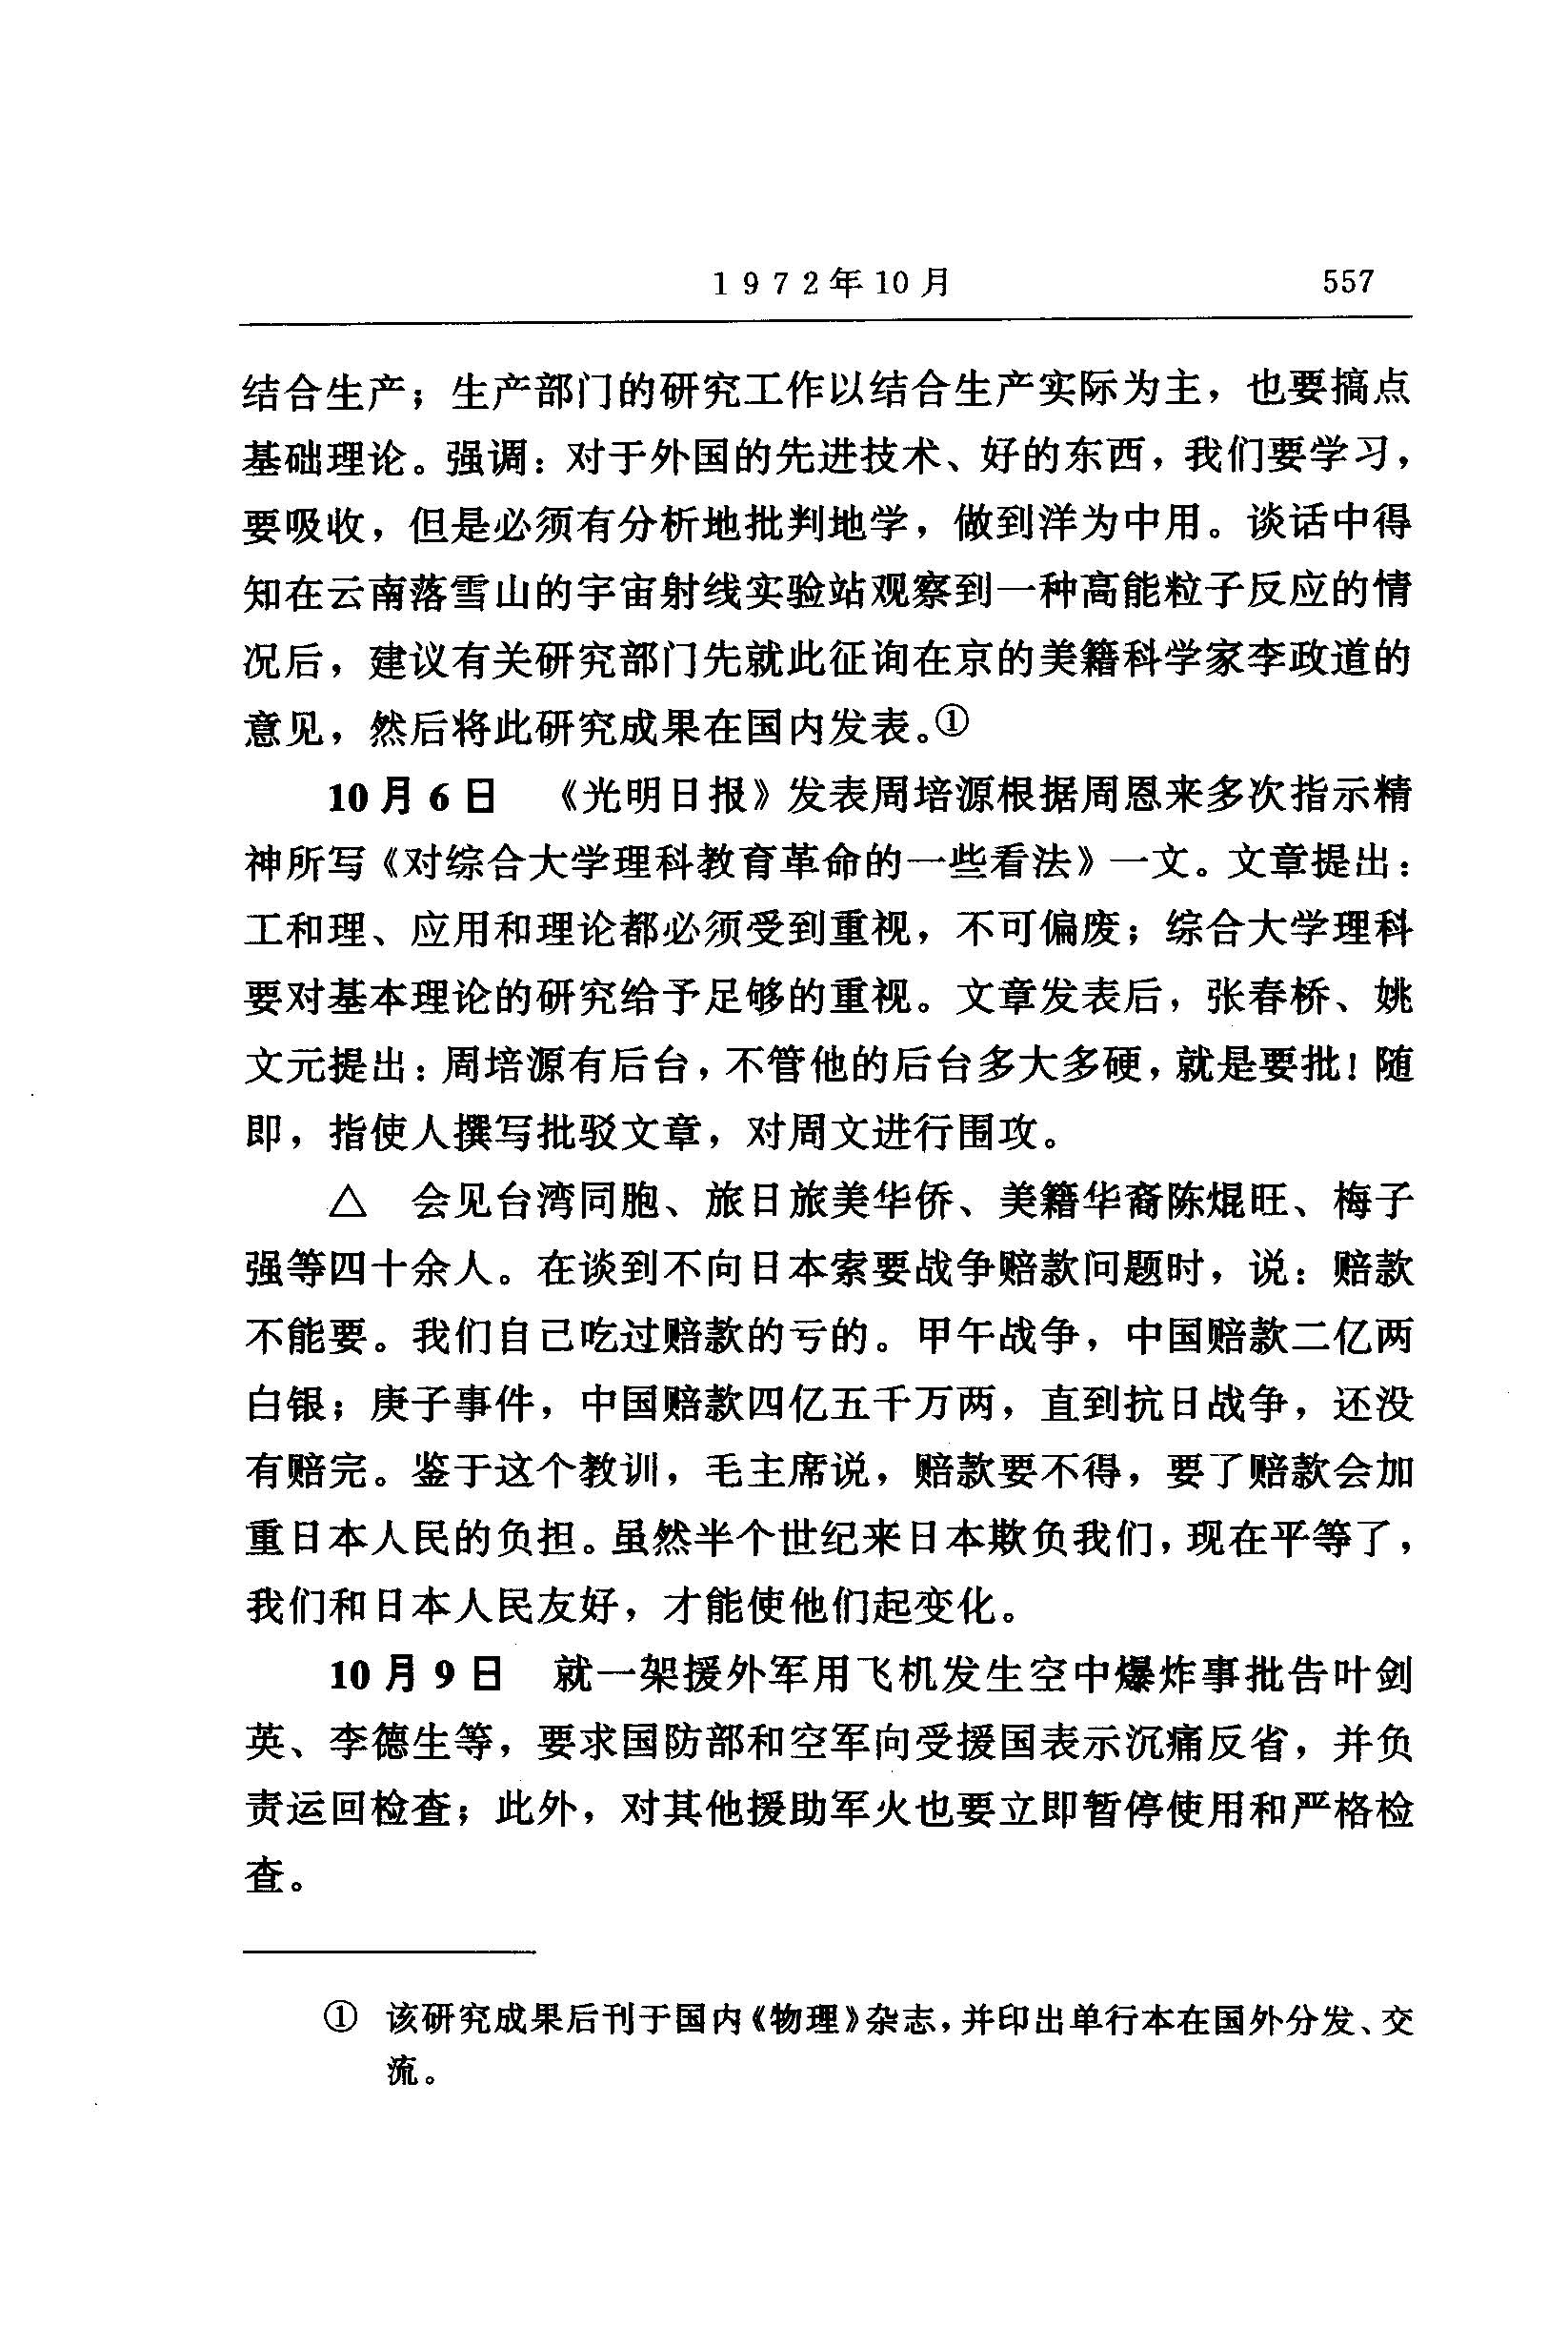 1972年10月 557
结合生产；生产部门的研究工作以结合生产实际为主，也要搞点
基础理论。强调：对于外国的先进技术、好的东西，我们要学习，
要吸收，但是必须有分析地批判地学，做到洋为中用。谈话中得
知在云南落雪山的宇宙射线实验站观察到一种高能粒子反应的情
况后，建议有关研究部门先就此征询在京的美籍科学家李政道的
意见，然后将此研究成果在国内发表。①
10月6日 《光明日报》发表周培源根据周恩来多次指示精
神所写《对综合大学理科教育革命的一些看法》一文。文章提出：
工和理、应用和理论都必须受到重视，不可偏废；综合大学理科
要对基本理论的研究给予足够的重视。文章发表后，张春桥、姚
文元提出：周培源有后台，不管他的后台多大多硬，就是要批！随
即，指使人撰写批驳文章，对周文进行围攻。
△ 会见台湾同胞、旅日旅美华侨、美籍华裔陈焜旺、梅子
强等四十余人。在谈到不向日本索要战争赔款问题时，说：赔款
不能要。我们自己吃过赔款的亏的。甲午战争，中国赔款二亿两
白银；庚子事件，中国赔款四亿五千万两，直到抗日战争，还没
有赔完。鉴于这个教训，毛主席说，赔款要不得，要了赔款会加
重日本人民的负担。虽然半个世纪来日本欺负我们，现在平等了，
我们和日本人民友好，才能使他们起变化。
10月9日 就一架援外军用飞机发生空中爆炸事批告叶剑
英、李德生等，要求国防部和空军向受援国表示沉痛反省，并负
责运回检查；此外，对其他援助军火也要立即暂停使用和严格检
查。
① 该研究成果后刊于国内《物理》杂志，并印出单行本在国外分发、交
流。